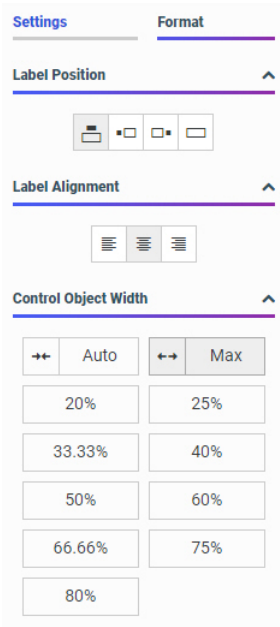 Settings Format
Label Position
Label Alignment
Control Object Width
Auto Max
20% 25%
33.33% 40%
50% 60%
66.66% 75%
80%